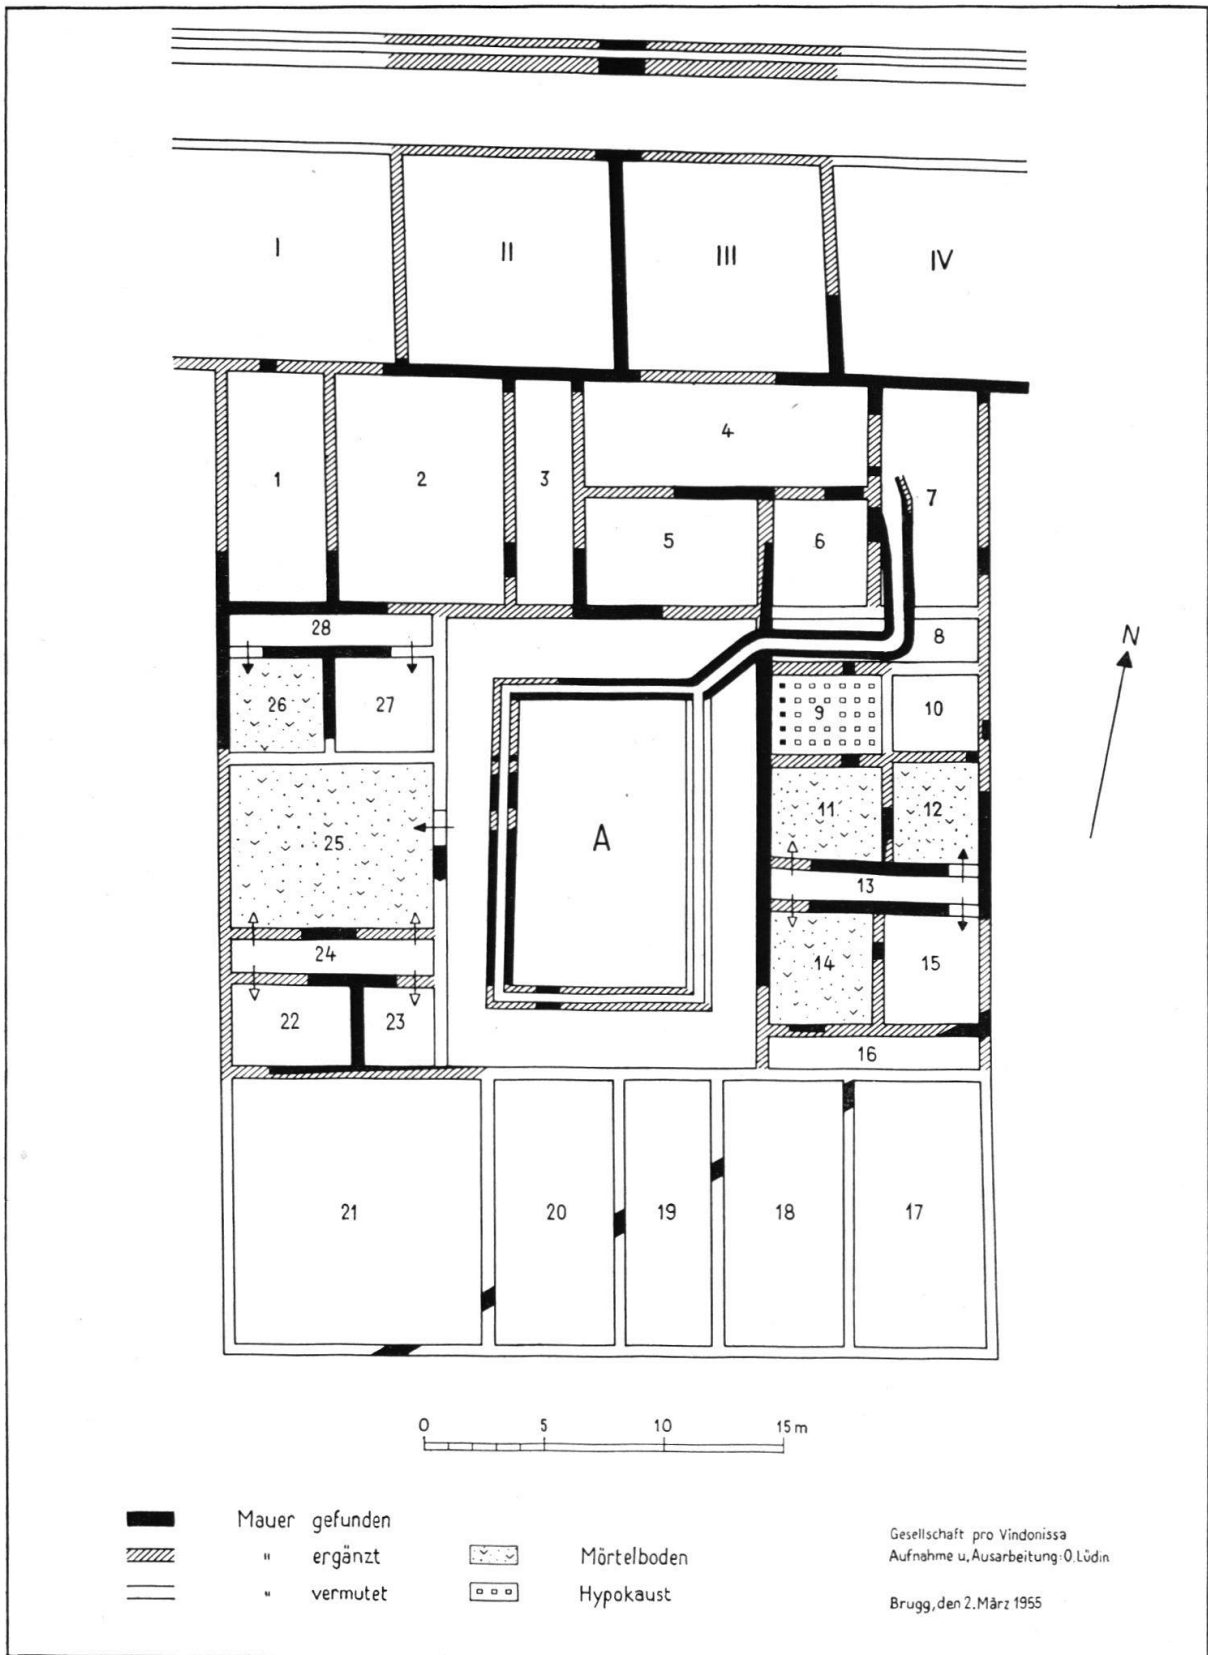 I II III IV
1 2 3 4
5 6 7
8
28
N
26 27 9 10
11 12
25 A
13
24 14 15
22 23
16
21 20 19 18 17
0 5 10 15 m
Mauer gefunden
" ergänzt
" vermutet
Mörtelboden
Hypokaust
Gesellschaft pro Vindonissa
Aufnahme u. Ausarbeitung: O. Lüdin
Brugg, den 2. März 1955